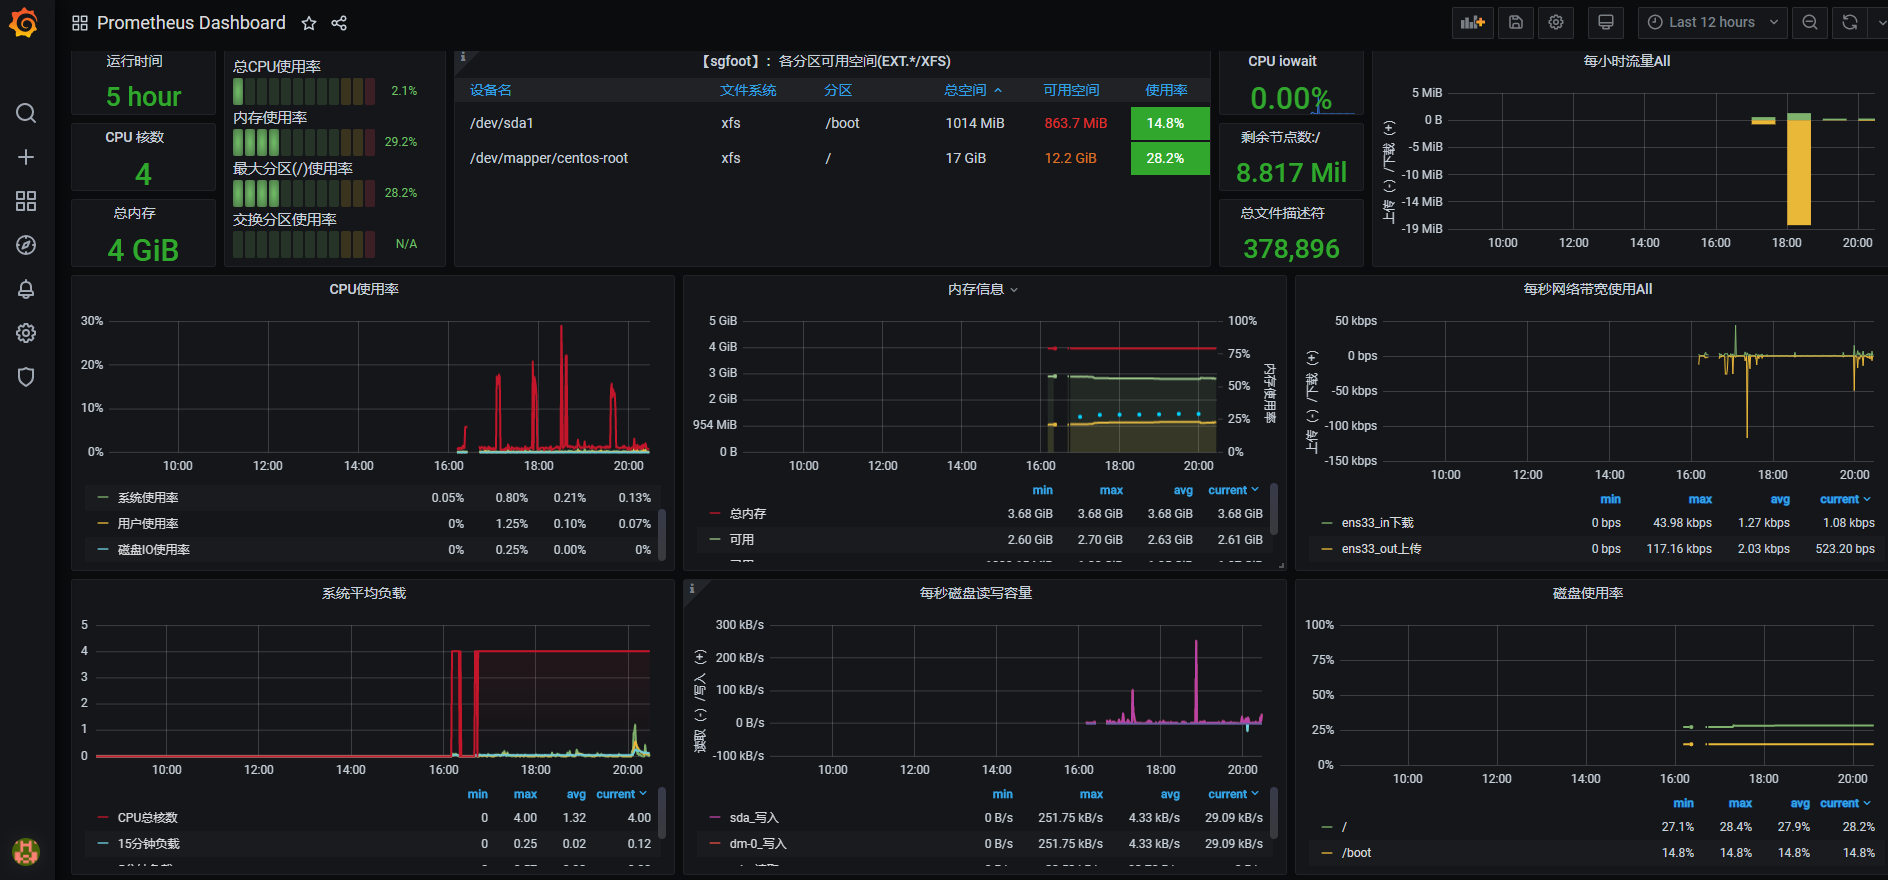 Prometheus Dashboard
Last 12 hours
运行时间
5 hour
CPU 核数
4
总内存
4 GiB
总CPU使用率
2.1%
内存使用率
29.2%
最大分区(/)使用率
28.2%
交换分区使用率
N/A
【sgfoot】：各分区可用空间(EXT.*/XFS)
设备名 文件系统 分区 总空间 可用空间 使用率
/dev/sda1 xfs /boot 1014 MiB 863.7 MiB 14.8%
/dev/mapper/centos-root xfs / 17 GiB 12.2 GiB 28.2%
CPU iowait
0.00%
剩余节点数:/
8.817 Mil
总文件描述符
378,896
每小时流量All
上传（-）/下载（+）
5 MiB
0 B
-5 MiB
-10 MiB
-14 MiB
-19 MiB
10:00 12:00 14:00 16:00 18:00 20:00
CPU使用率
30%
20%
10%
0%
10:00 12:00 14:00 16:00 18:00 20:00
系统使用率 0.05% 0.80% 0.21% 0.13%
用户使用率 0% 1.25% 0.10% 0.07%
磁盘IO使用率 0% 0.25% 0.00% 0%
内存信息
5 GiB
4 GiB
3 GiB
2 GiB
954 MiB
0 B
100%
75%
50%
25%
0%
内存使用率
10:00 12:00 14:00 16:00 18:00 20:00
min max avg current
总内存 3.68 GiB 3.68 GiB 3.68 GiB 3.68 GiB
可用 2.60 GiB 2.70 GiB 2.63 GiB 2.61 GiB
每秒网络带宽使用All
上传（-）/下载（+）
50 kbps
0 bps
-50 kbps
-100 kbps
-150 kbps
10:00 12:00 14:00 16:00 18:00 20:00
min max avg current
ens33_in下载 0 bps 43.98 kbps 1.27 kbps 1.08 kbps
ens33_out上传 0 bps 117.16 kbps 2.03 kbps 523.20 bps
系统平均负载
5
4
3
2
1
0
10:00 12:00 14:00 16:00 18:00 20:00
min max avg current
CPU总核数 0 4.00 1.32 4.00
15分钟负载 0 0.25 0.02 0.12
每秒磁盘读写容量
读取（-）/写入（+）
300 kB/s
200 kB/s
100 kB/s
0 B/s
-100 kB/s
10:00 12:00 14:00 16:00 18:00 20:00
min max avg current
sda_写入 0 B/s 251.75 kB/s 4.33 kB/s 29.09 kB/s
dm-0_写入 0 B/s 251.75 kB/s 4.33 kB/s 29.09 kB/s
磁盘使用率
100%
75%
50%
25%
0%
10:00 12:00 14:00 16:00 18:00 20:00
min max avg current
/ 27.1% 28.4% 27.9% 28.2%
/boot 14.8% 14.8% 14.8% 14.8%